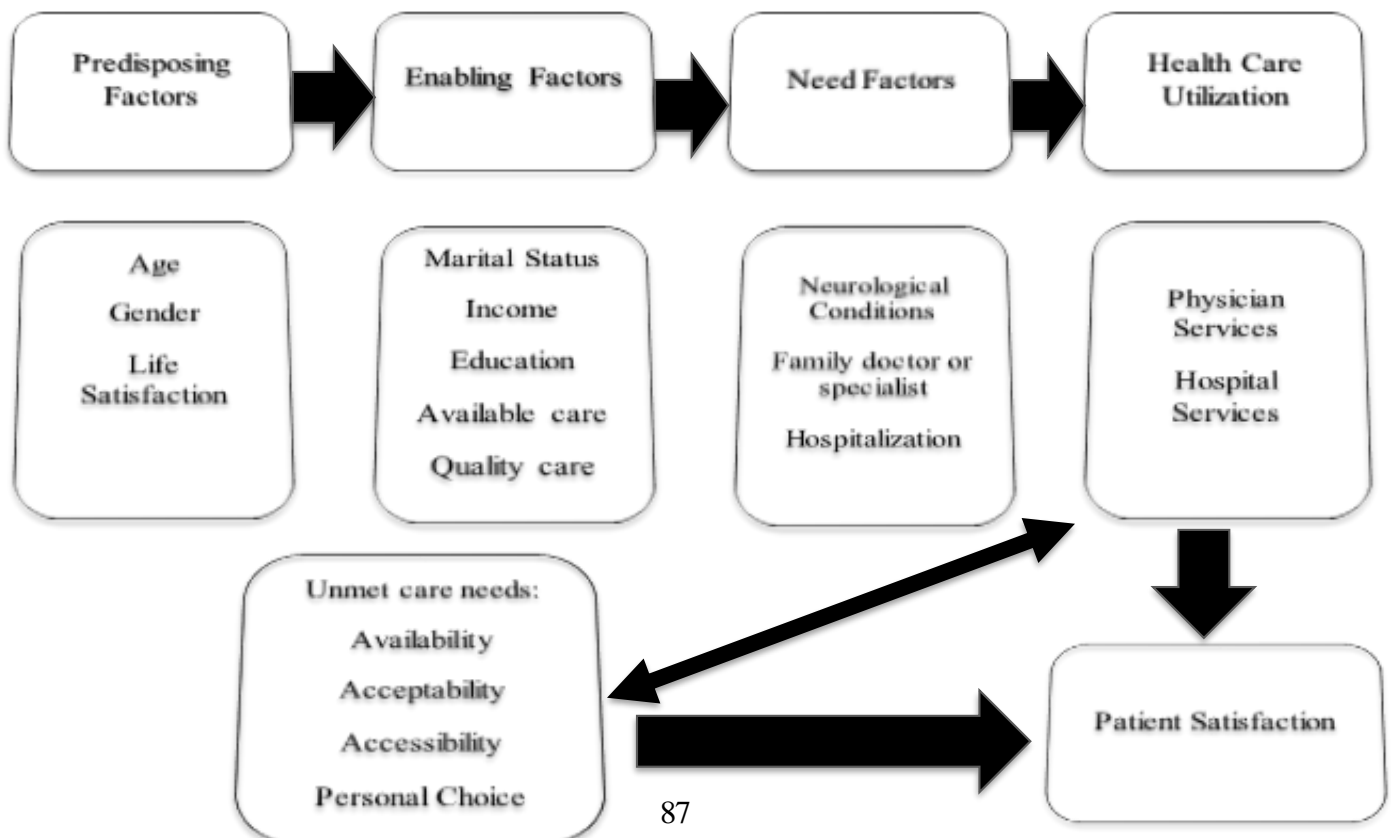 Predisposing
Factors
Enabling Factors
Need Factors
Health Care
Utilization
Age
Gender
Life
Satisfaction
Marital Status
Income
Education
Available care
Quality care
Neurological
Conditions
Family doctor or
specialist
Hospitalization
Physician
Services
Hospital
Services
Unmet care needs:
Availability
Acceptability
Accessibility
Personal Choice
Patient Satisfaction
87